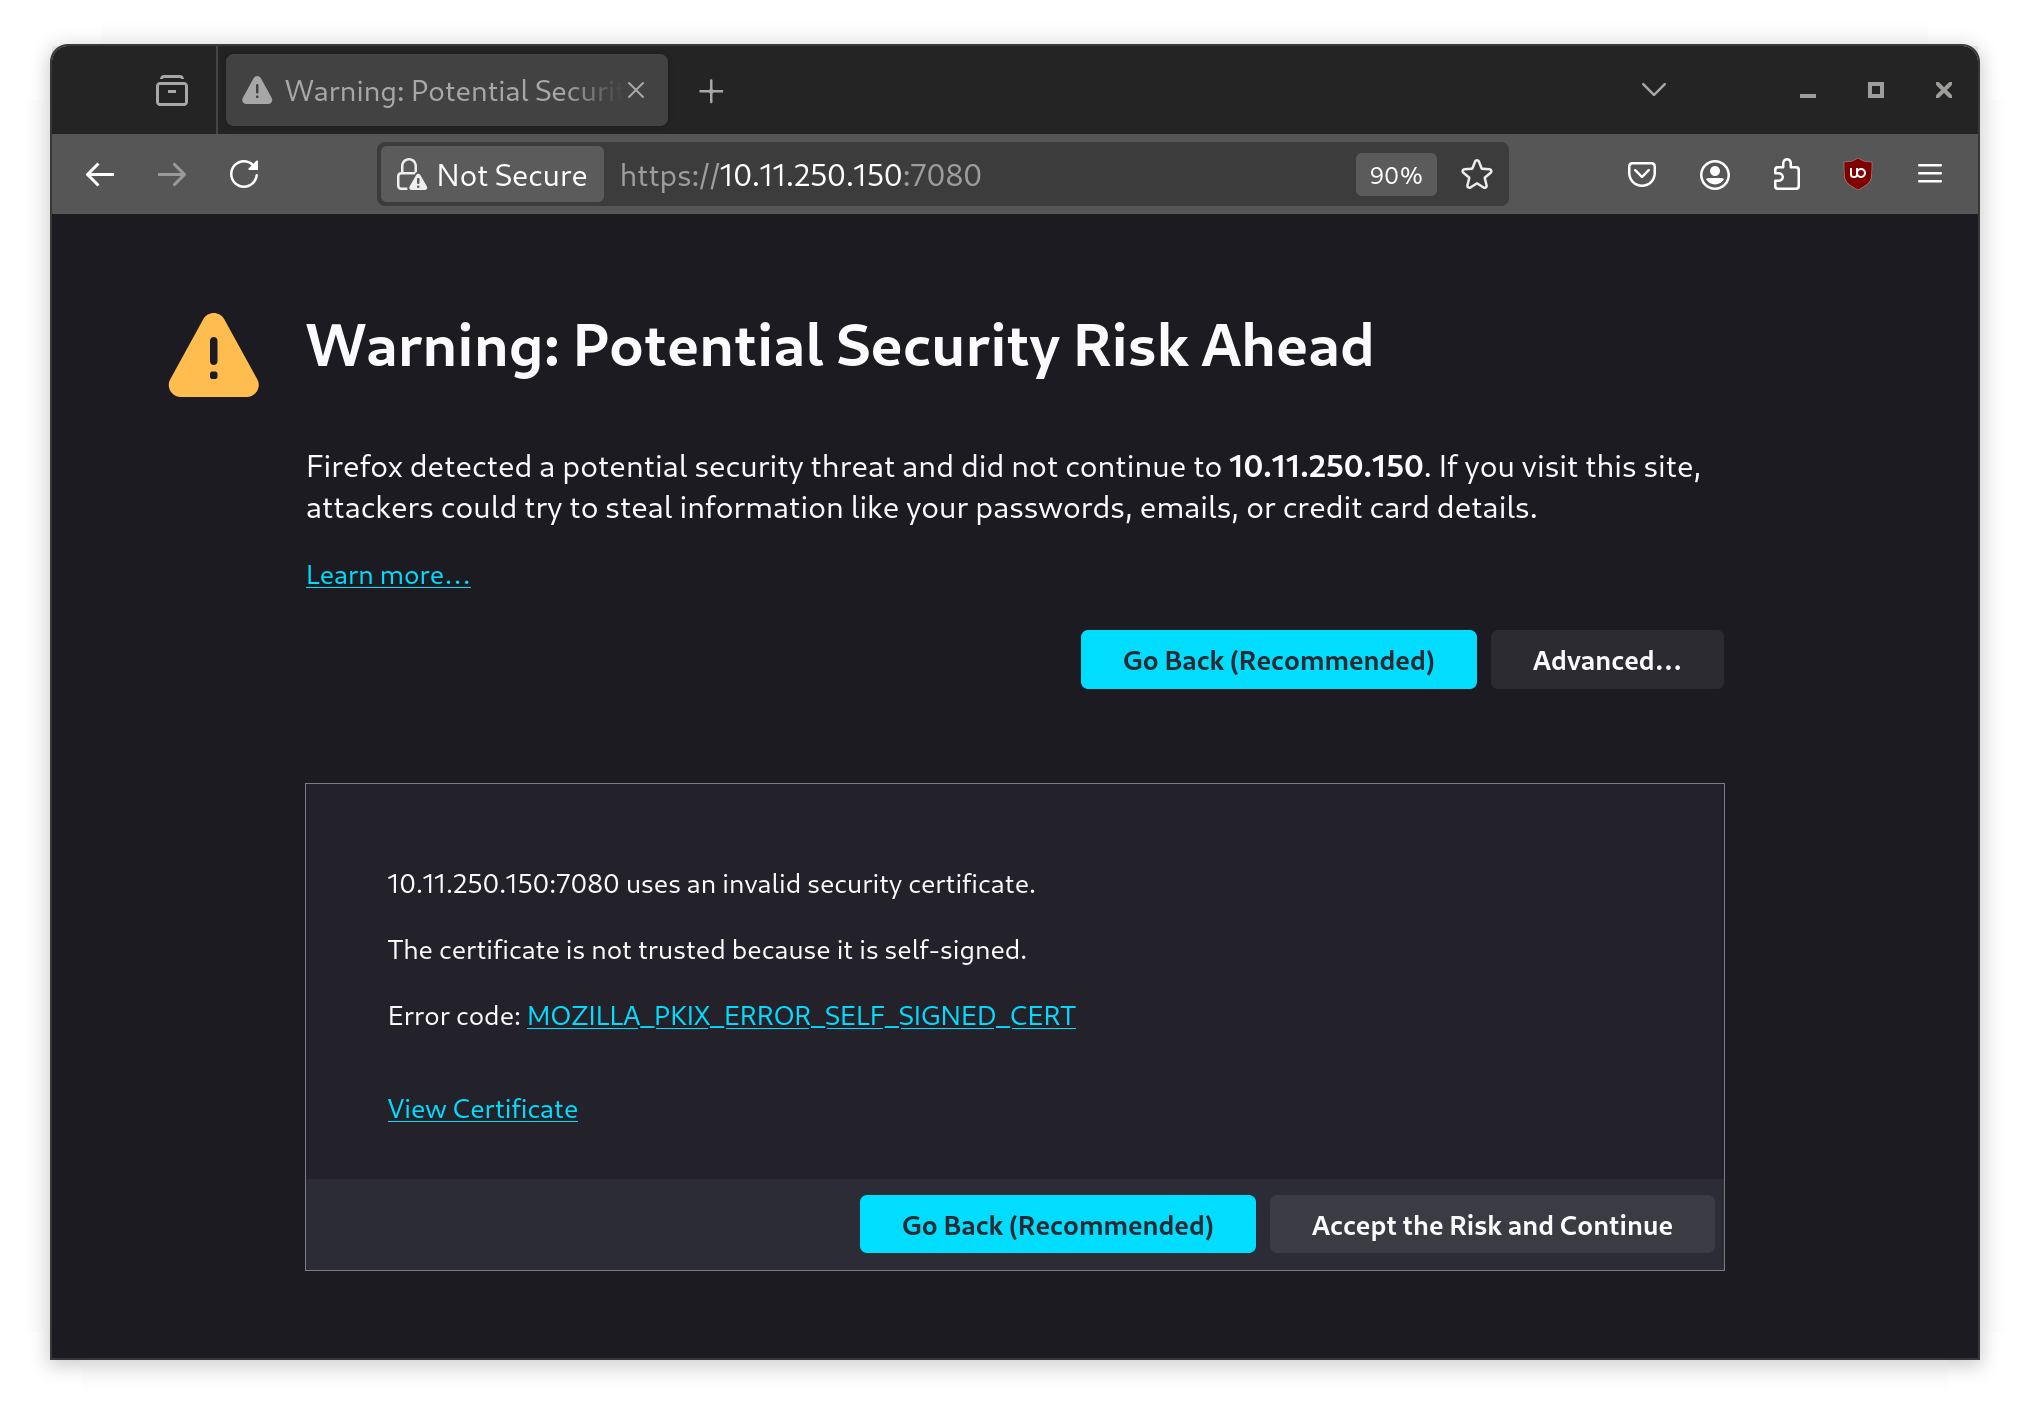 Warning: Potential Securit
Not Secure https://10.11.250.150:7080 90%
Warning: Potential Security Risk Ahead
Firefox detected a potential security threat and did not continue to 10.11.250.150. If you visit this site,
attackers could try to steal information like your passwords, emails, or credit card details.
Learn more…
Go Back (Recommended) Advanced…
10.11.250.150:7080 uses an invalid security certificate.
The certificate is not trusted because it is self-signed.
Error code: MOZILLA_PKIX_ERROR_SELF_SIGNED_CERT
View Certificate
Go Back (Recommended) Accept the Risk and Continue